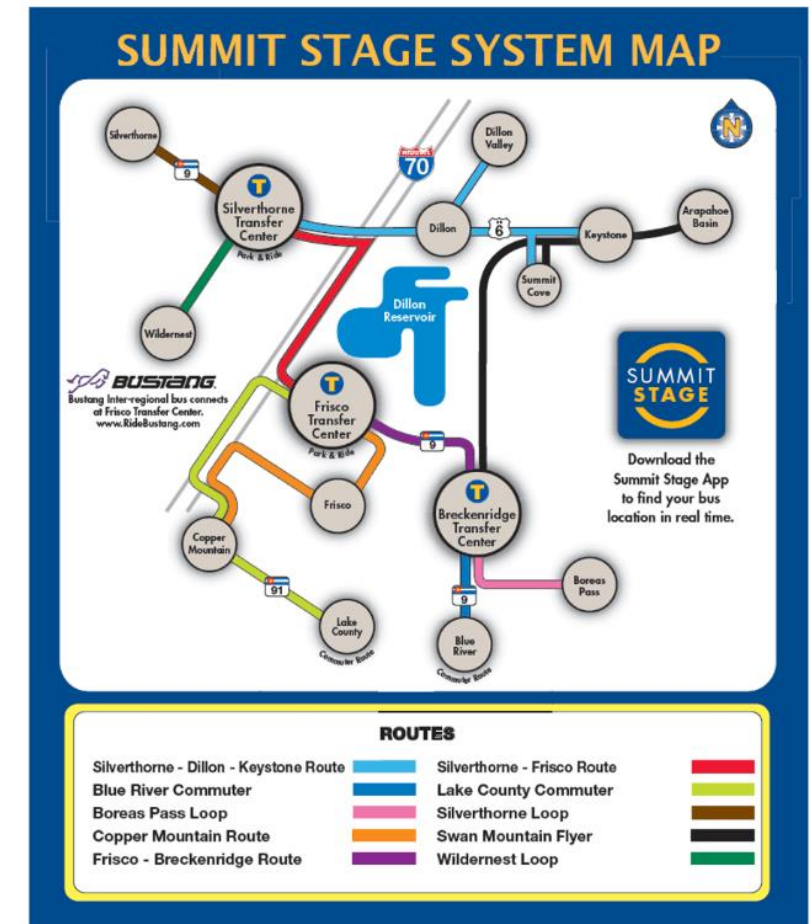 SUMMIT STAGE SYSTEM MAP
N
Silverthorne
9
T
Silverthorne
Transfer
Center
Park & Ride
INTERSTATE
70
Dillon
Valley
Dillon
6
Keystone
Arapahoe
Basin
Summit
Cove
Wildernest
Dillon
Reservoir
BUSTANG
Bustang Inter-regional bus connects
at Frisco Transfer Center.
www.RideBustang.com
T
Frisco
Transfer
Center
Park & Ride
9
SUMMIT
STAGE
Download the
Summit Stage App
to find your bus
location in real time.
Frisco
T
Breckenridge
Transfer
Center
Copper
Mountain
91
Lake
County
Commuter Route
9
Boreas
Pass
Blue
River
Commuter Route
ROUTES
Silverthorne - Dillon - Keystone Route
Blue River Commuter
Boreas Pass Loop
Copper Mountain Route
Frisco - Breckenridge Route
Silverthorne - Frisco Route
Lake County Commuter
Silverthorne Loop
Swan Mountain Flyer
Wildernest Loop